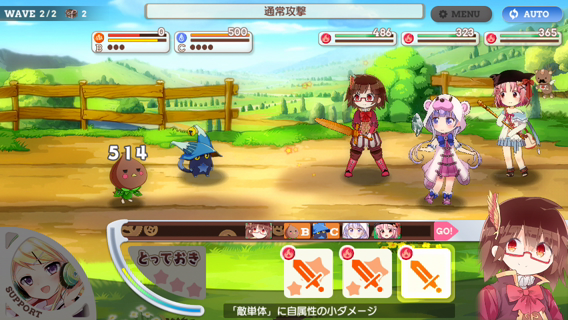 WAVE 2/2 2
通常攻撃
MENU
AUTO
B 0
C 500
486
323
365
514
B C GO!
とっておき
SUPPORT
「敵単体」に自属性の小ダメージ